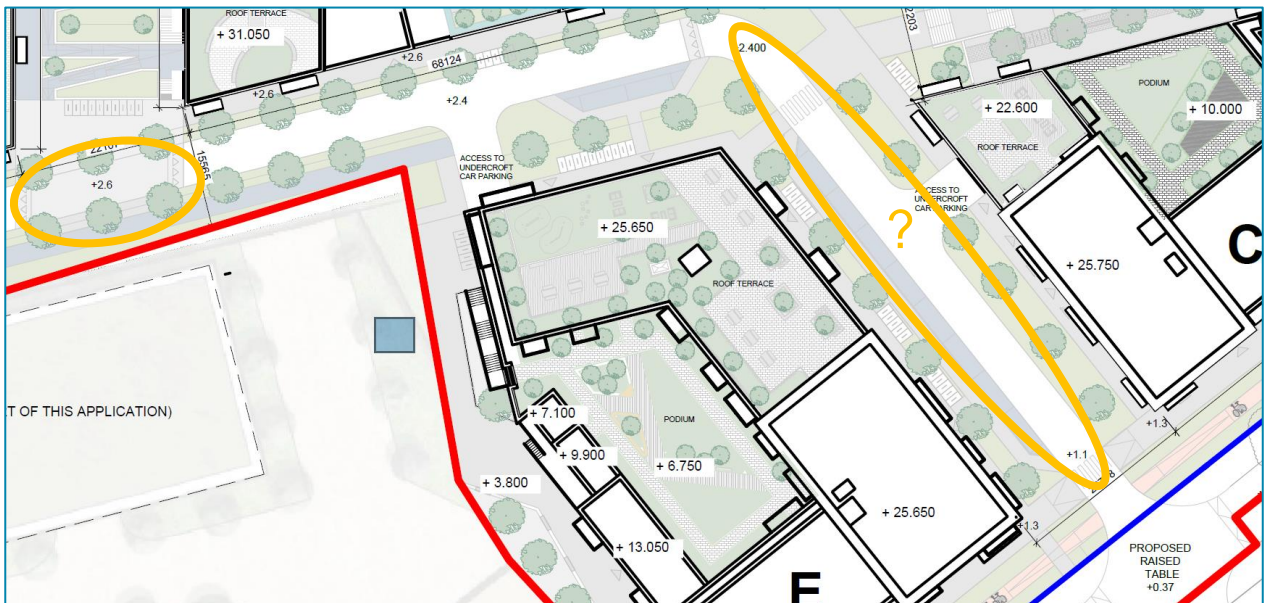 ROOF TERRACE
+ 31.050
+2.6
68124
+2.6
+2.4
2.400
2203
PODIUM
+ 22.600
+ 10.000
ROOF TERRACE
+2.6
15565
ACCESS TO
UNDERCROFT
CAR PARKING
ACCESS TO
UNDERCROFT
CAR PARKING
?
+ 25.650
C
+ 25.750
ROOF TERRACE
T OF THIS APPLICATION)
+ 7.100
PODIUM
+ 9.900
+ 6.750
+1.3
+1.1
+ 3.800
+ 25.650
+1.3
+ 13.050
PROPOSED
RAISED
TABLE
+0.37